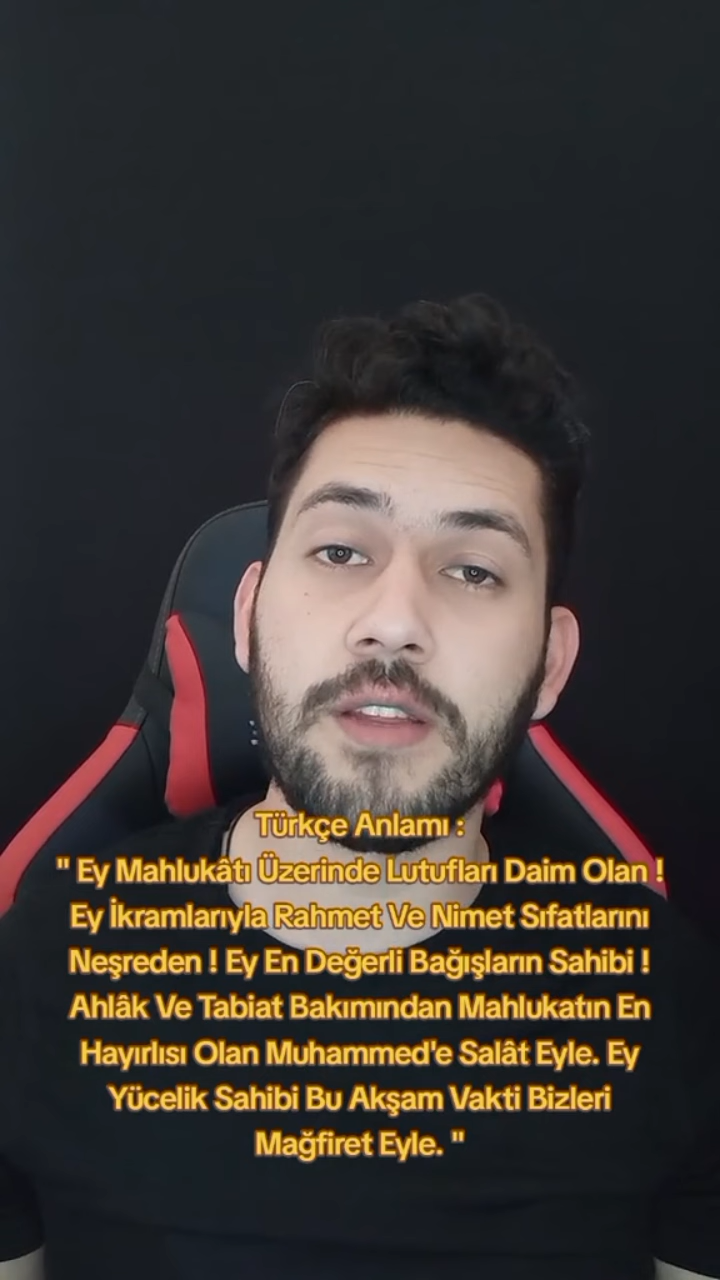 Türkçe Anlamı :
" Ey Mahlukâtı Üzerinde Lutufları Daim Olan !
Ey İkramlarıyla Rahmet Ve Nimet Sıfatlarını
Neşreden ! Ey En Değerli Bağışların Sahibi !
Ahlâk Ve Tabiat Bakımından Mahlukatın En
Hayırlısı Olan Muhammed'e Salât Eyle. Ey
Yücelik Sahibi Bu Akşam Vakti Bizleri
Mağfiret Eyle. "